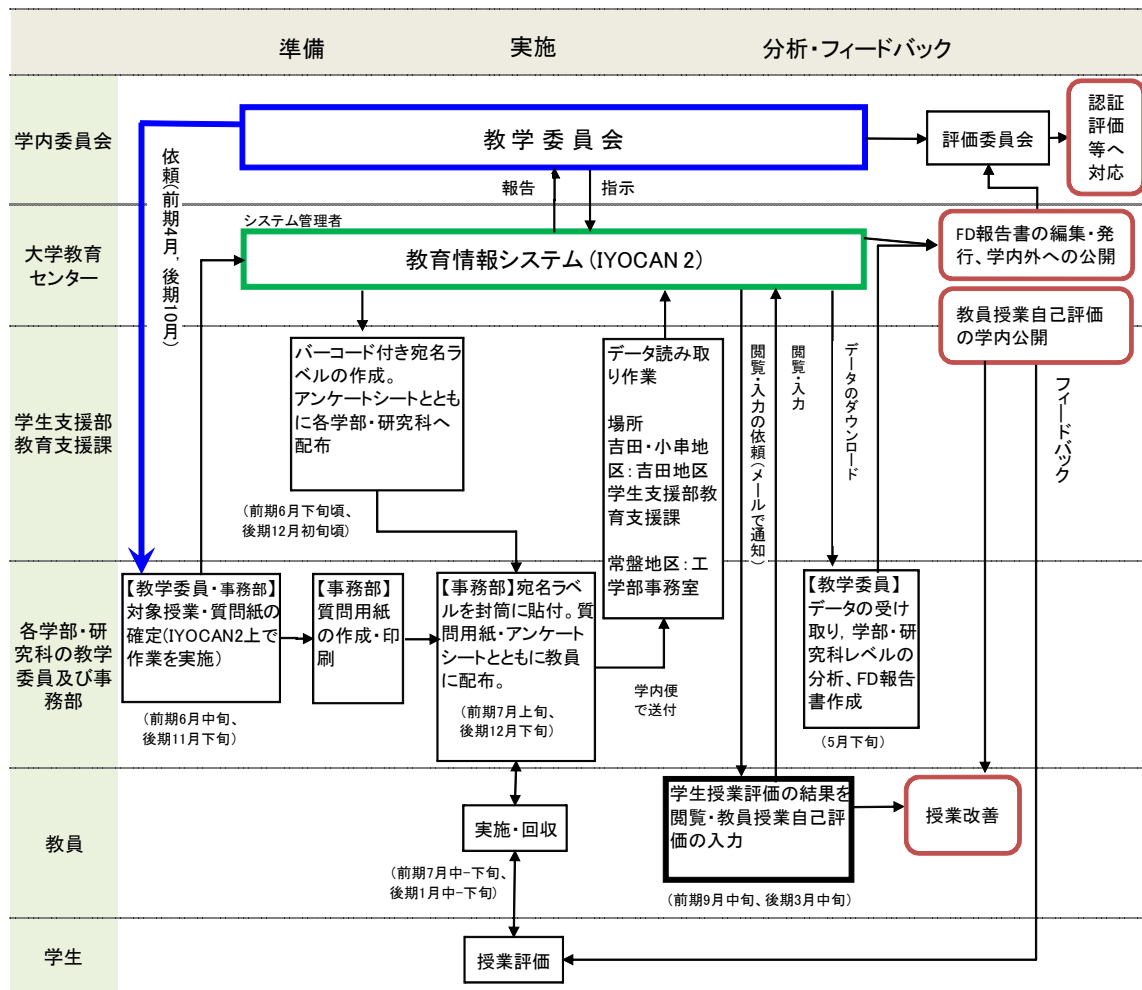 準備
実施
分析・フィードバック
学内委員会
教学委員会
評価委員会
認証
評価
等へ
対応
依頼(前期4月，後期10月)
報告
指示
大学教育
センター
システム管理者
教育情報システム(IYOCAN 2)
FD報告書の編集・発
行、学内外への公開
教員授業自己評価
の学内公開
学生支援部
教育支援課
バーコード付き宛名ラ
ベルの作成。
アンケートシートととも
に各学部・研究科へ
配布
(前期6月下旬頃、
後期12月初旬頃)
データ読み取
り作業
場所
吉田・小串地
区：吉田地区
学生支援部教
育支援課
常盤地区：工
学部事務室
閲覧・入力の依頼(メールで通知)
閲覧・入力
データのダウンロード
フィードバック
各学部・研
究科の教学
委員及び事
務部
【教学委員・事務部】
対象授業・質問紙の
確定(IYOCAN2上で
作業を実施)
(前期6月中旬、
後期11月下旬)
【事務部】
質問用紙
の作成・印
刷
【事務部】宛名ラベ
ルを封筒に貼付。質
問用紙・アンケート
シートとともに教員
に配布。
(前期7月上旬、
後期12月下旬)
学内便
で送付
【教学委員】
データの受け
取り，学部・研
究科レベルの
分析、FD報告
書作成
(5月下旬)
教員
実施・回収
(前期7月中-下旬、
後期1月中-下旬)
学生授業評価の結果を
閲覧・教員授業自己評
価の入力
(前期9月中旬、後期3月中旬)
授業改善
学生
授業評価